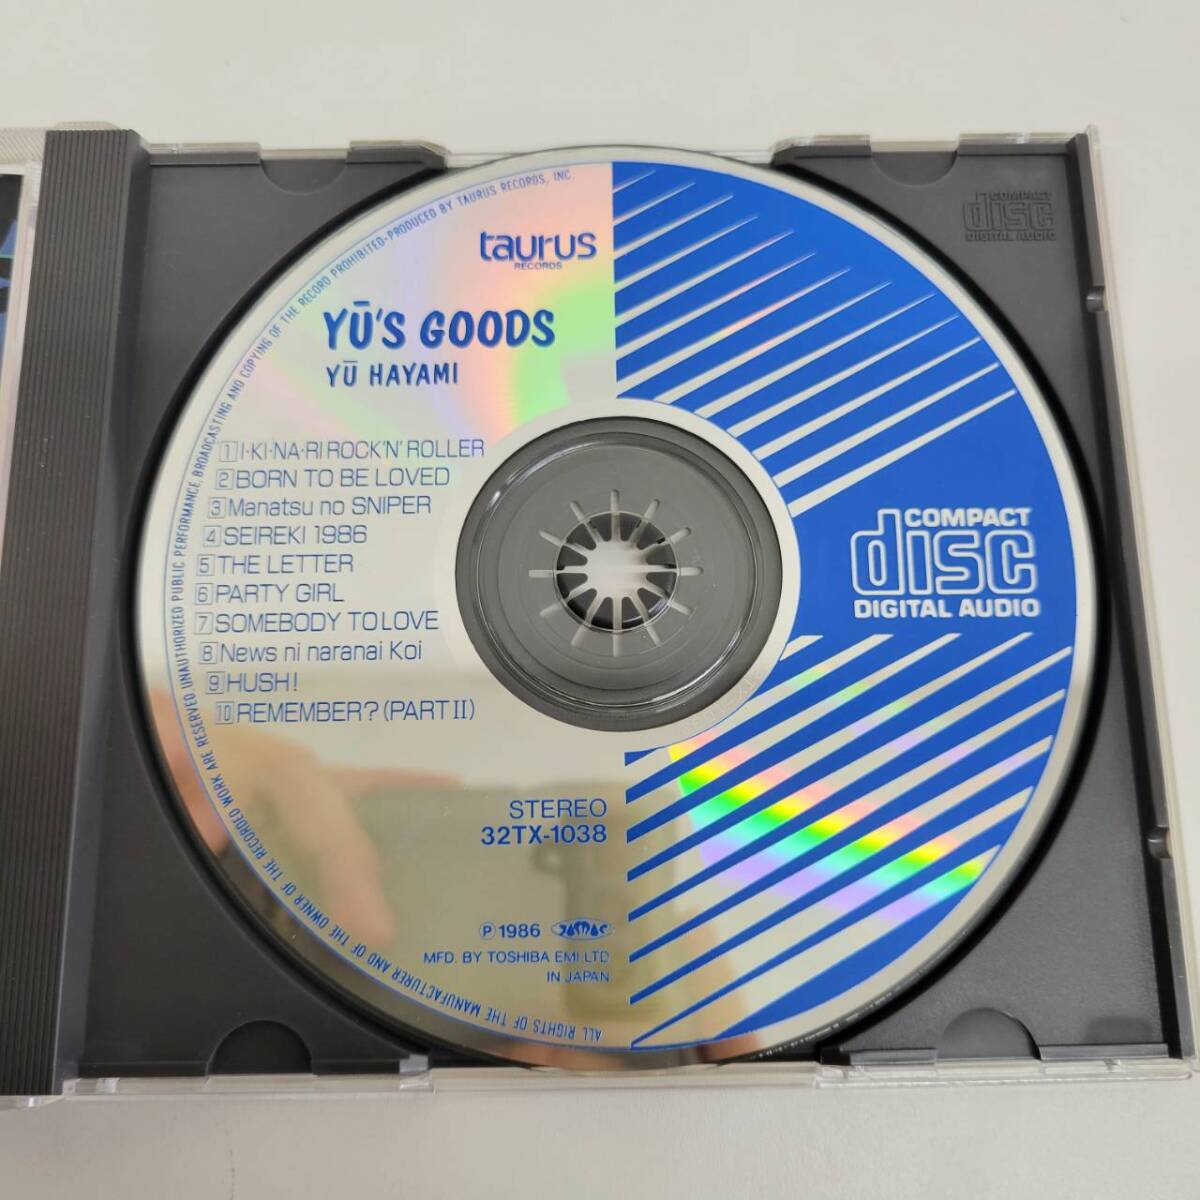 taurus
RECORDS
YŪ'S GOODS
YŪ HAYAMI
1 I·KI·NA·RI ROCK'N' ROLLER
2 BORN TO BE LOVED
3 Manatsu no SNIPER
4 SEIREKI 1986
5 THE LETTER
6 PARTY GIRL
7 SOMEBODY TO LOVE
8 News ni naranai Koi
9 HUSH!
10 REMEMBER? (PART II)
STEREO
32TX-1038
Ⓟ 1986 JASRAC
MFD. BY TOSHIBA EMI LTD
IN JAPAN
COMPACT
disc
DIGITAL AUDIO
ALL RIGHTS OF THE MANUFACTURER AND OF THE OWNER OF THE RECORDED WORK ARE RESERVED UNAUTHORIZED PUBLIC PERFORMANCE, BROADCASTING AND COPYING OF THE RECORD PROHIBITED-PRODUCED BY TAURUS RECORDS, INC.
COMPACT
disc
DIGITAL AUDIO